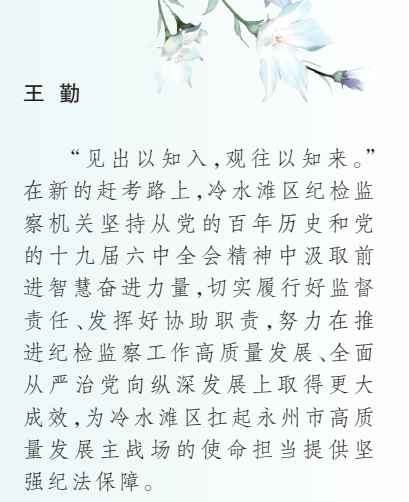 王 勤
“见出以知入,观往以知来。”
在新的赶考路上,冷水滩区纪检监
察机关坚持从党的百年历史和党
的十九届六中全会精神中汲取前
进智慧奋进力量,切实履行好监督
责任、发挥好协助职责,努力在推
进纪检监察工作高质量发展、全面
从严治党向纵深发展上取得更大
成效,为冷水滩区扛起永州市高质
量发展主战场的使命担当提供坚
强纪法保障。